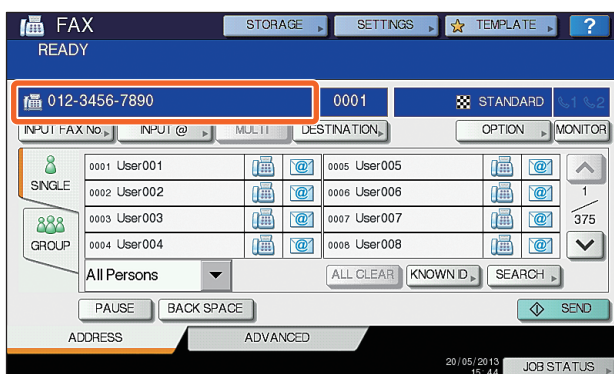 FAX STORAGE SETTINGS TEMPLATE ?
READY
012-3456-7890 0001 STANDARD 1 2
INPUT FAX No. INPUT @ MULTI DESTINATION OPTION MONITOR
SINGLE
GROUP
0001 User001 @ 0005 User005 @
0002 User002 @ 0006 User006 @
0003 User003 @ 0007 User007 @
0004 User004 @ 0008 User008 @
1
/
375
All Persons ALL CLEAR KNOWN ID SEARCH
PAUSE BACK SPACE SEND
ADDRESS ADVANCED
20/05/2013
15:44 JOB STATUS